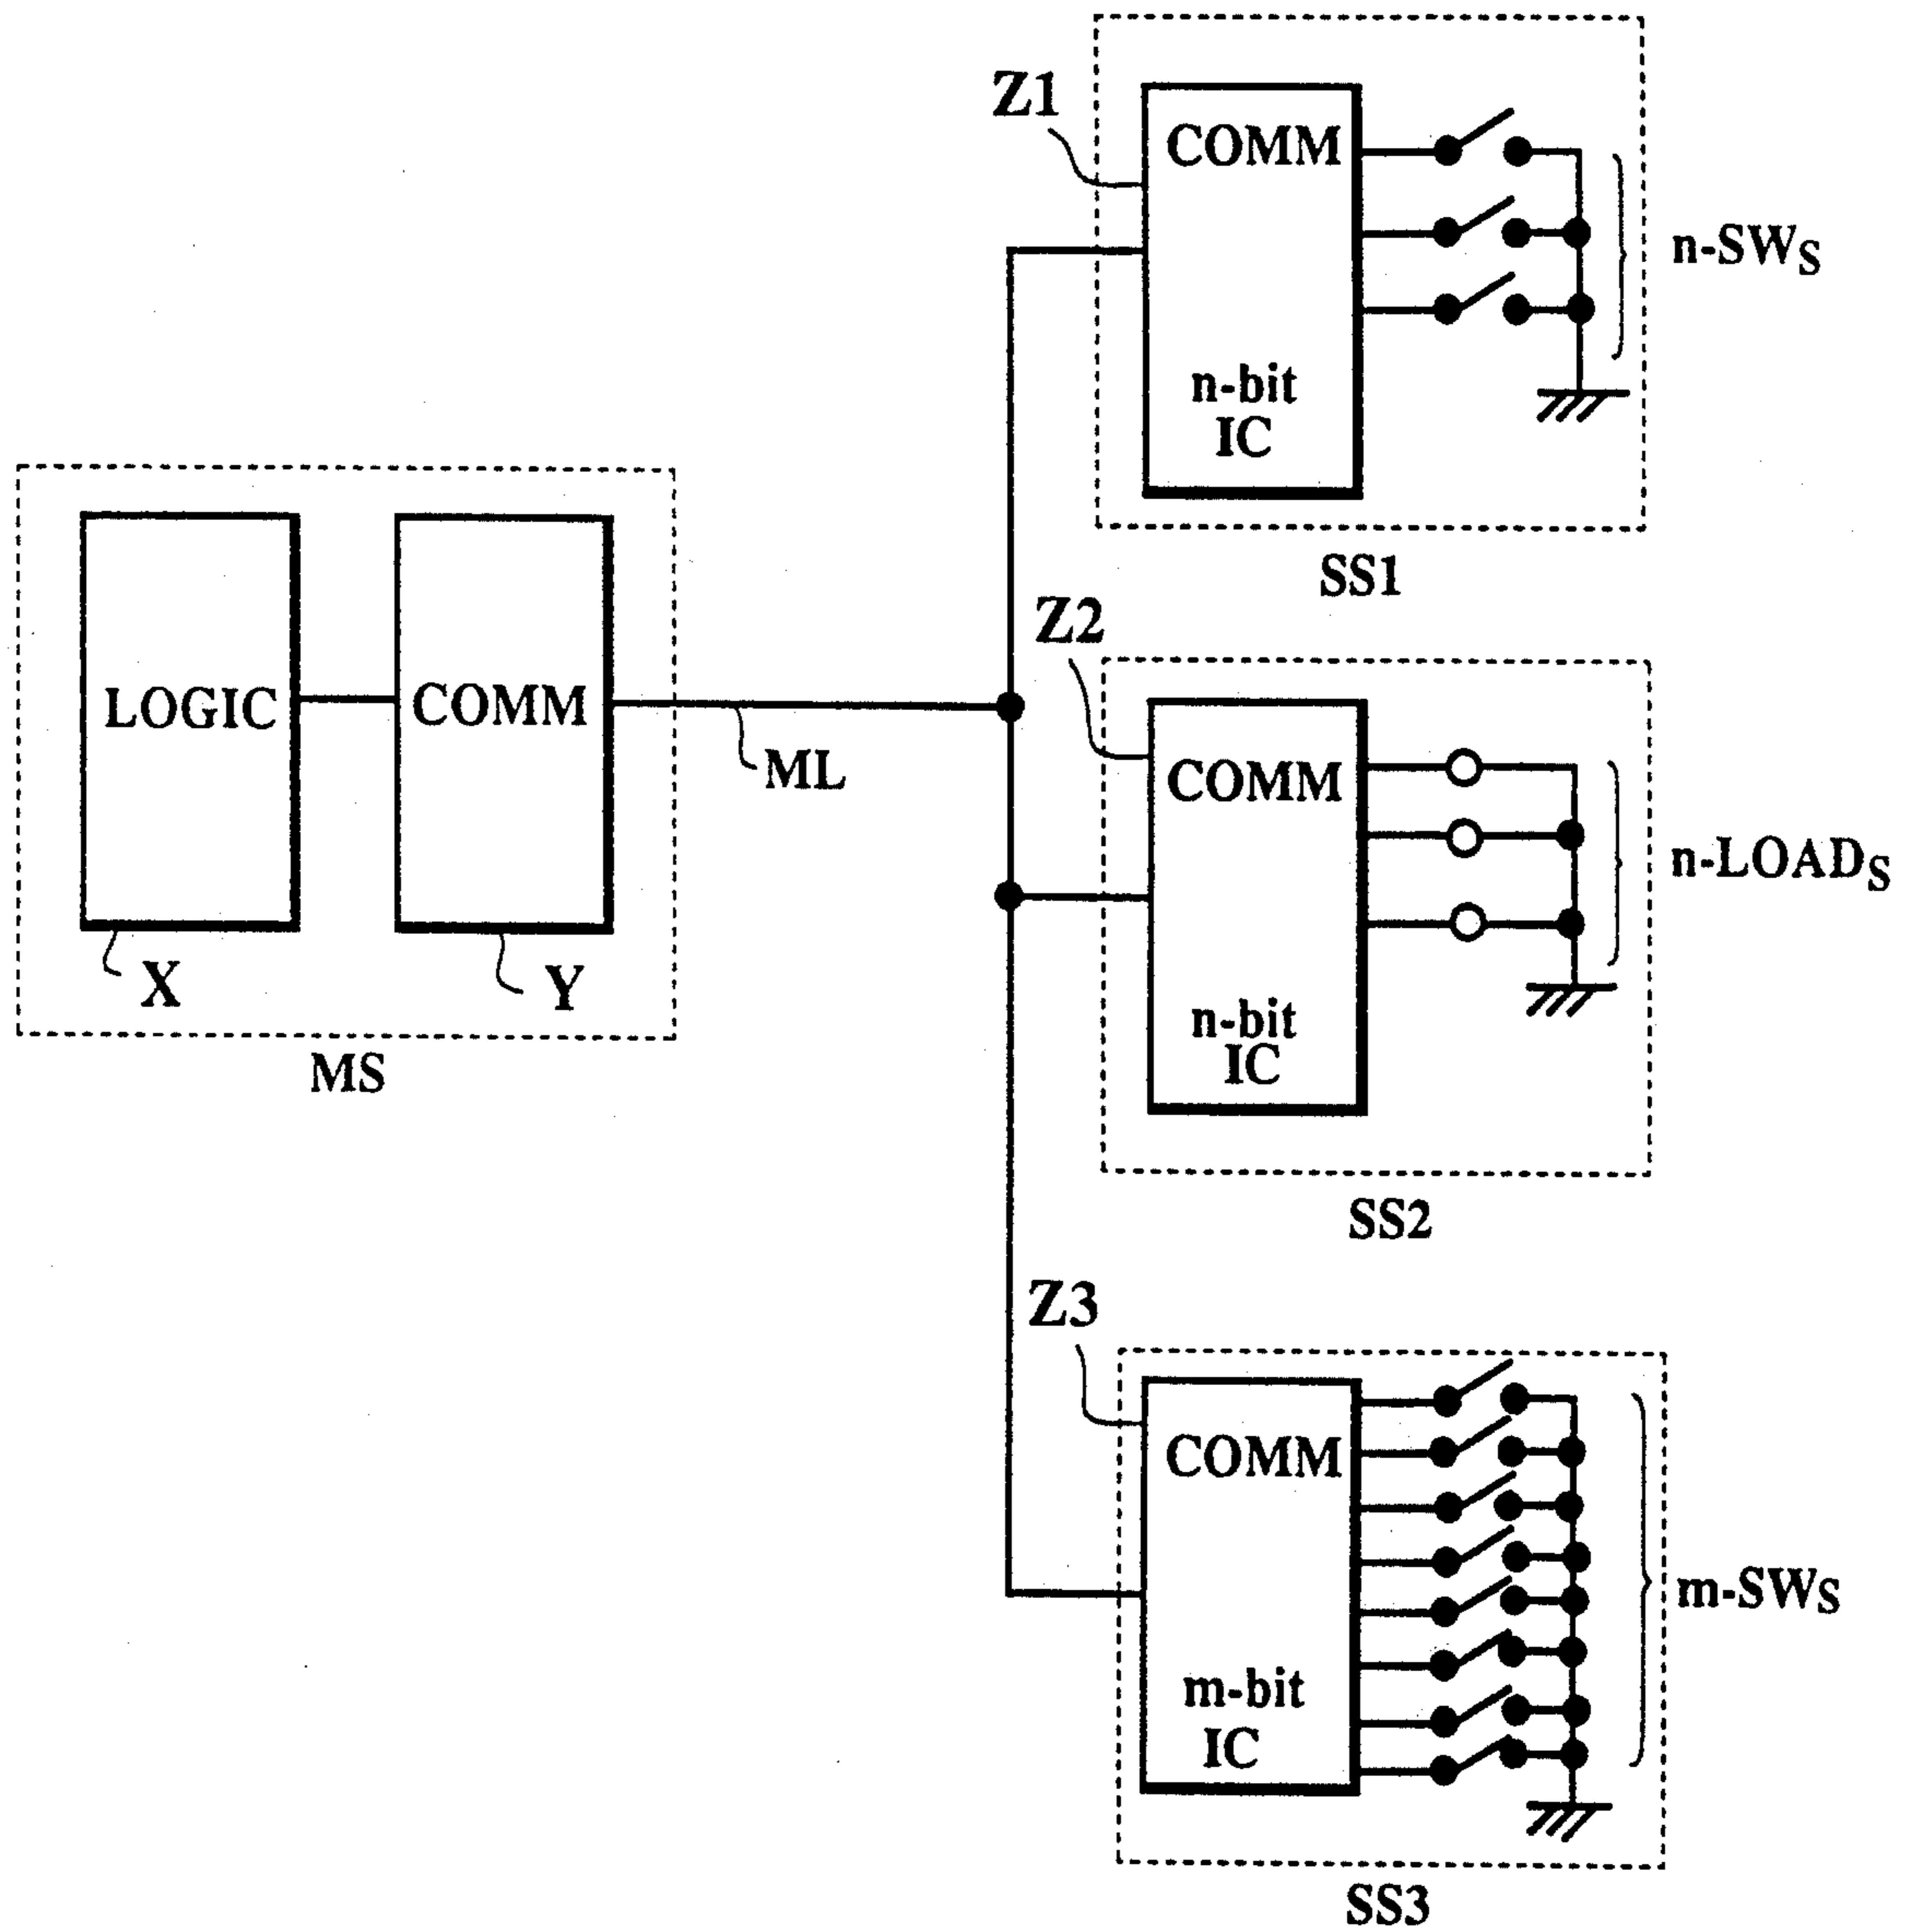 Z1
COMM
n-bit
IC
n-SWS
SS1
LOGIC
COMM
X
Y
MS
ML
Z2
COMM
n-bit
IC
n-LOADS
SS2
Z3
COMM
m-bit
IC
m-SWS
SS3